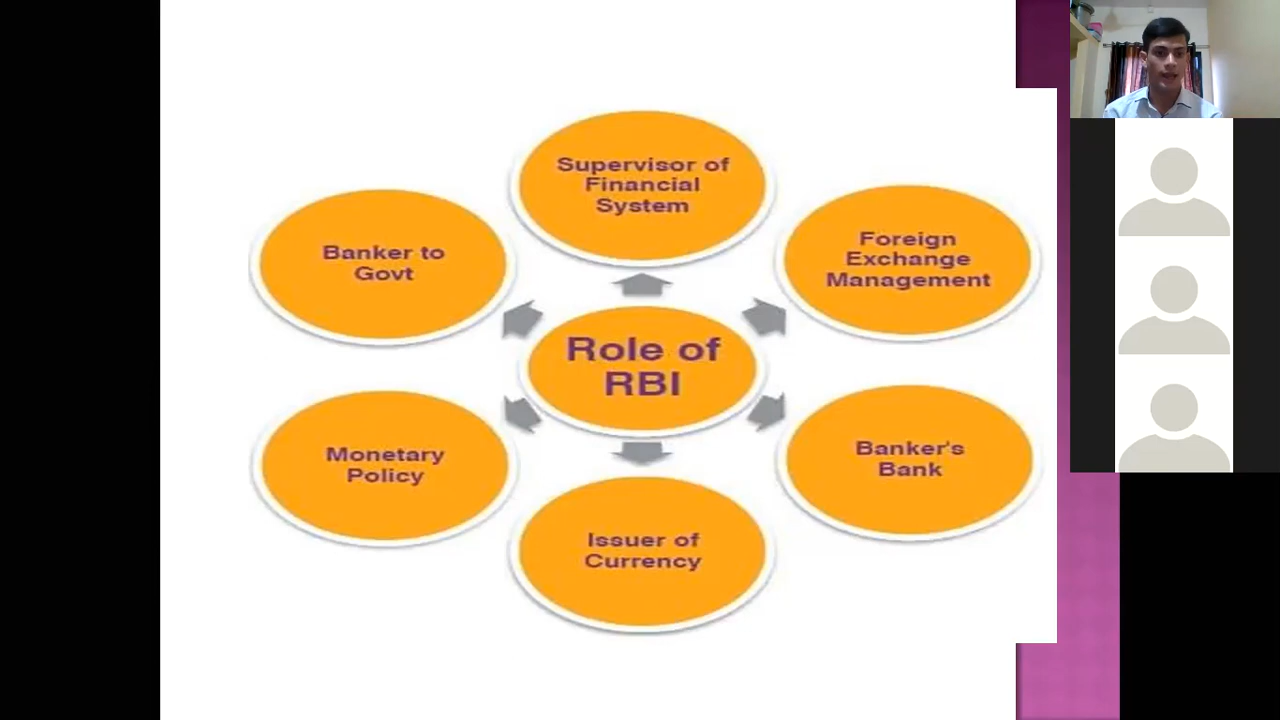 Supervisor of
Financial
System
Banker to
Govt
Foreign
Exchange
Management
Role of
RBI
Monetary
Policy
Banker's
Bank
Issuer of
Currency